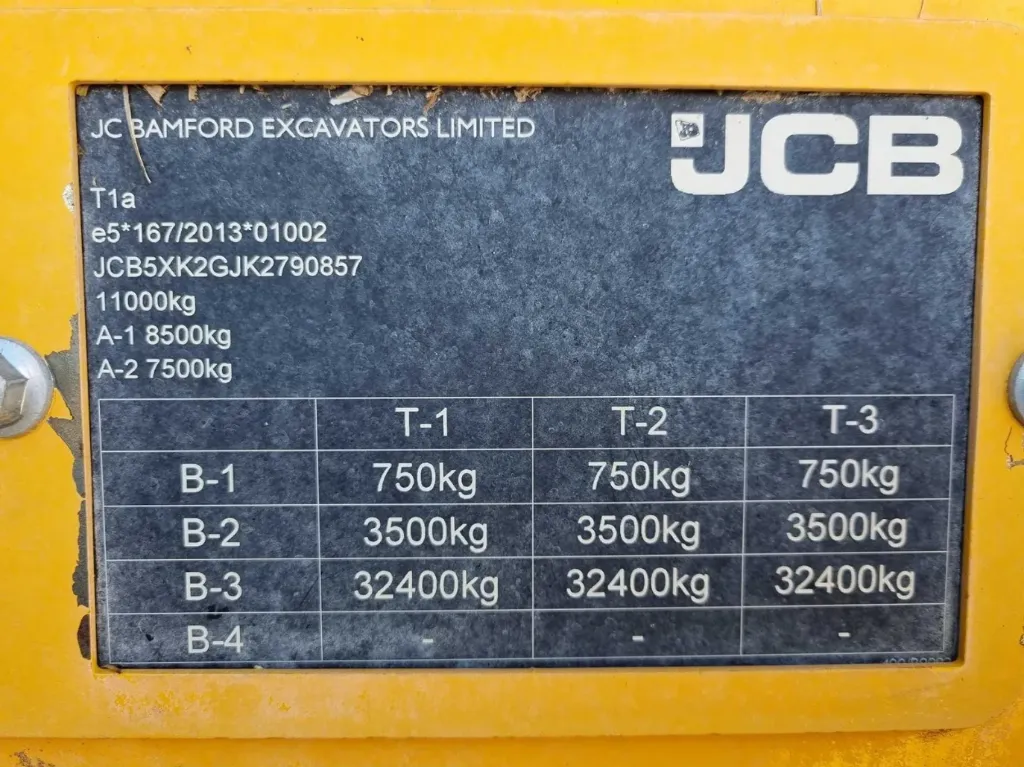 JC BAMFORD EXCAVATORS LIMITED
JCB
T1a
e5*167/2013*01002
JCB5XK2GJK2790857
11000kg
A-1 8500kg
A-2 7500kg
T-1 T-2 T-3
B-1 750kg 750kg 750kg
B-2 3500kg 3500kg 3500kg
B-3 32400kg 32400kg 32400kg
B-4 - - -